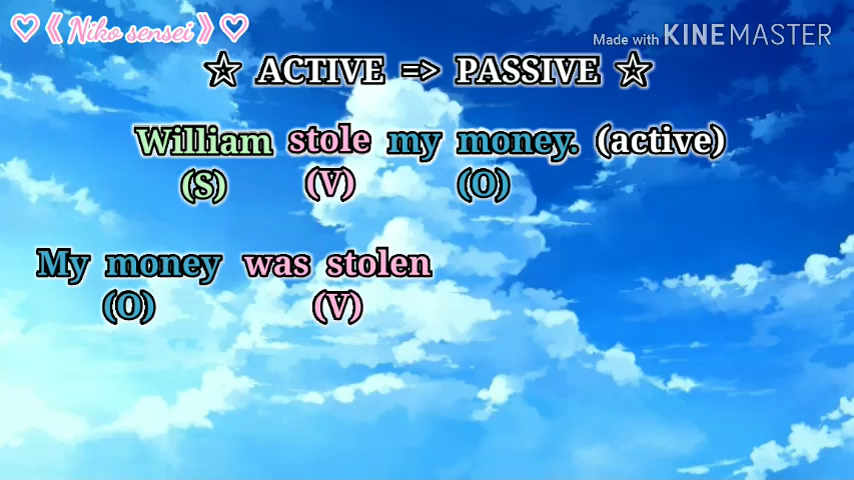 ♡《 Niko sensei 》♡
Made with KINEMASTER
☆ ACTIVE => PASSIVE ☆
William stole my money. (active)
(S) (V) (O)
My money was stolen
(O) (V)